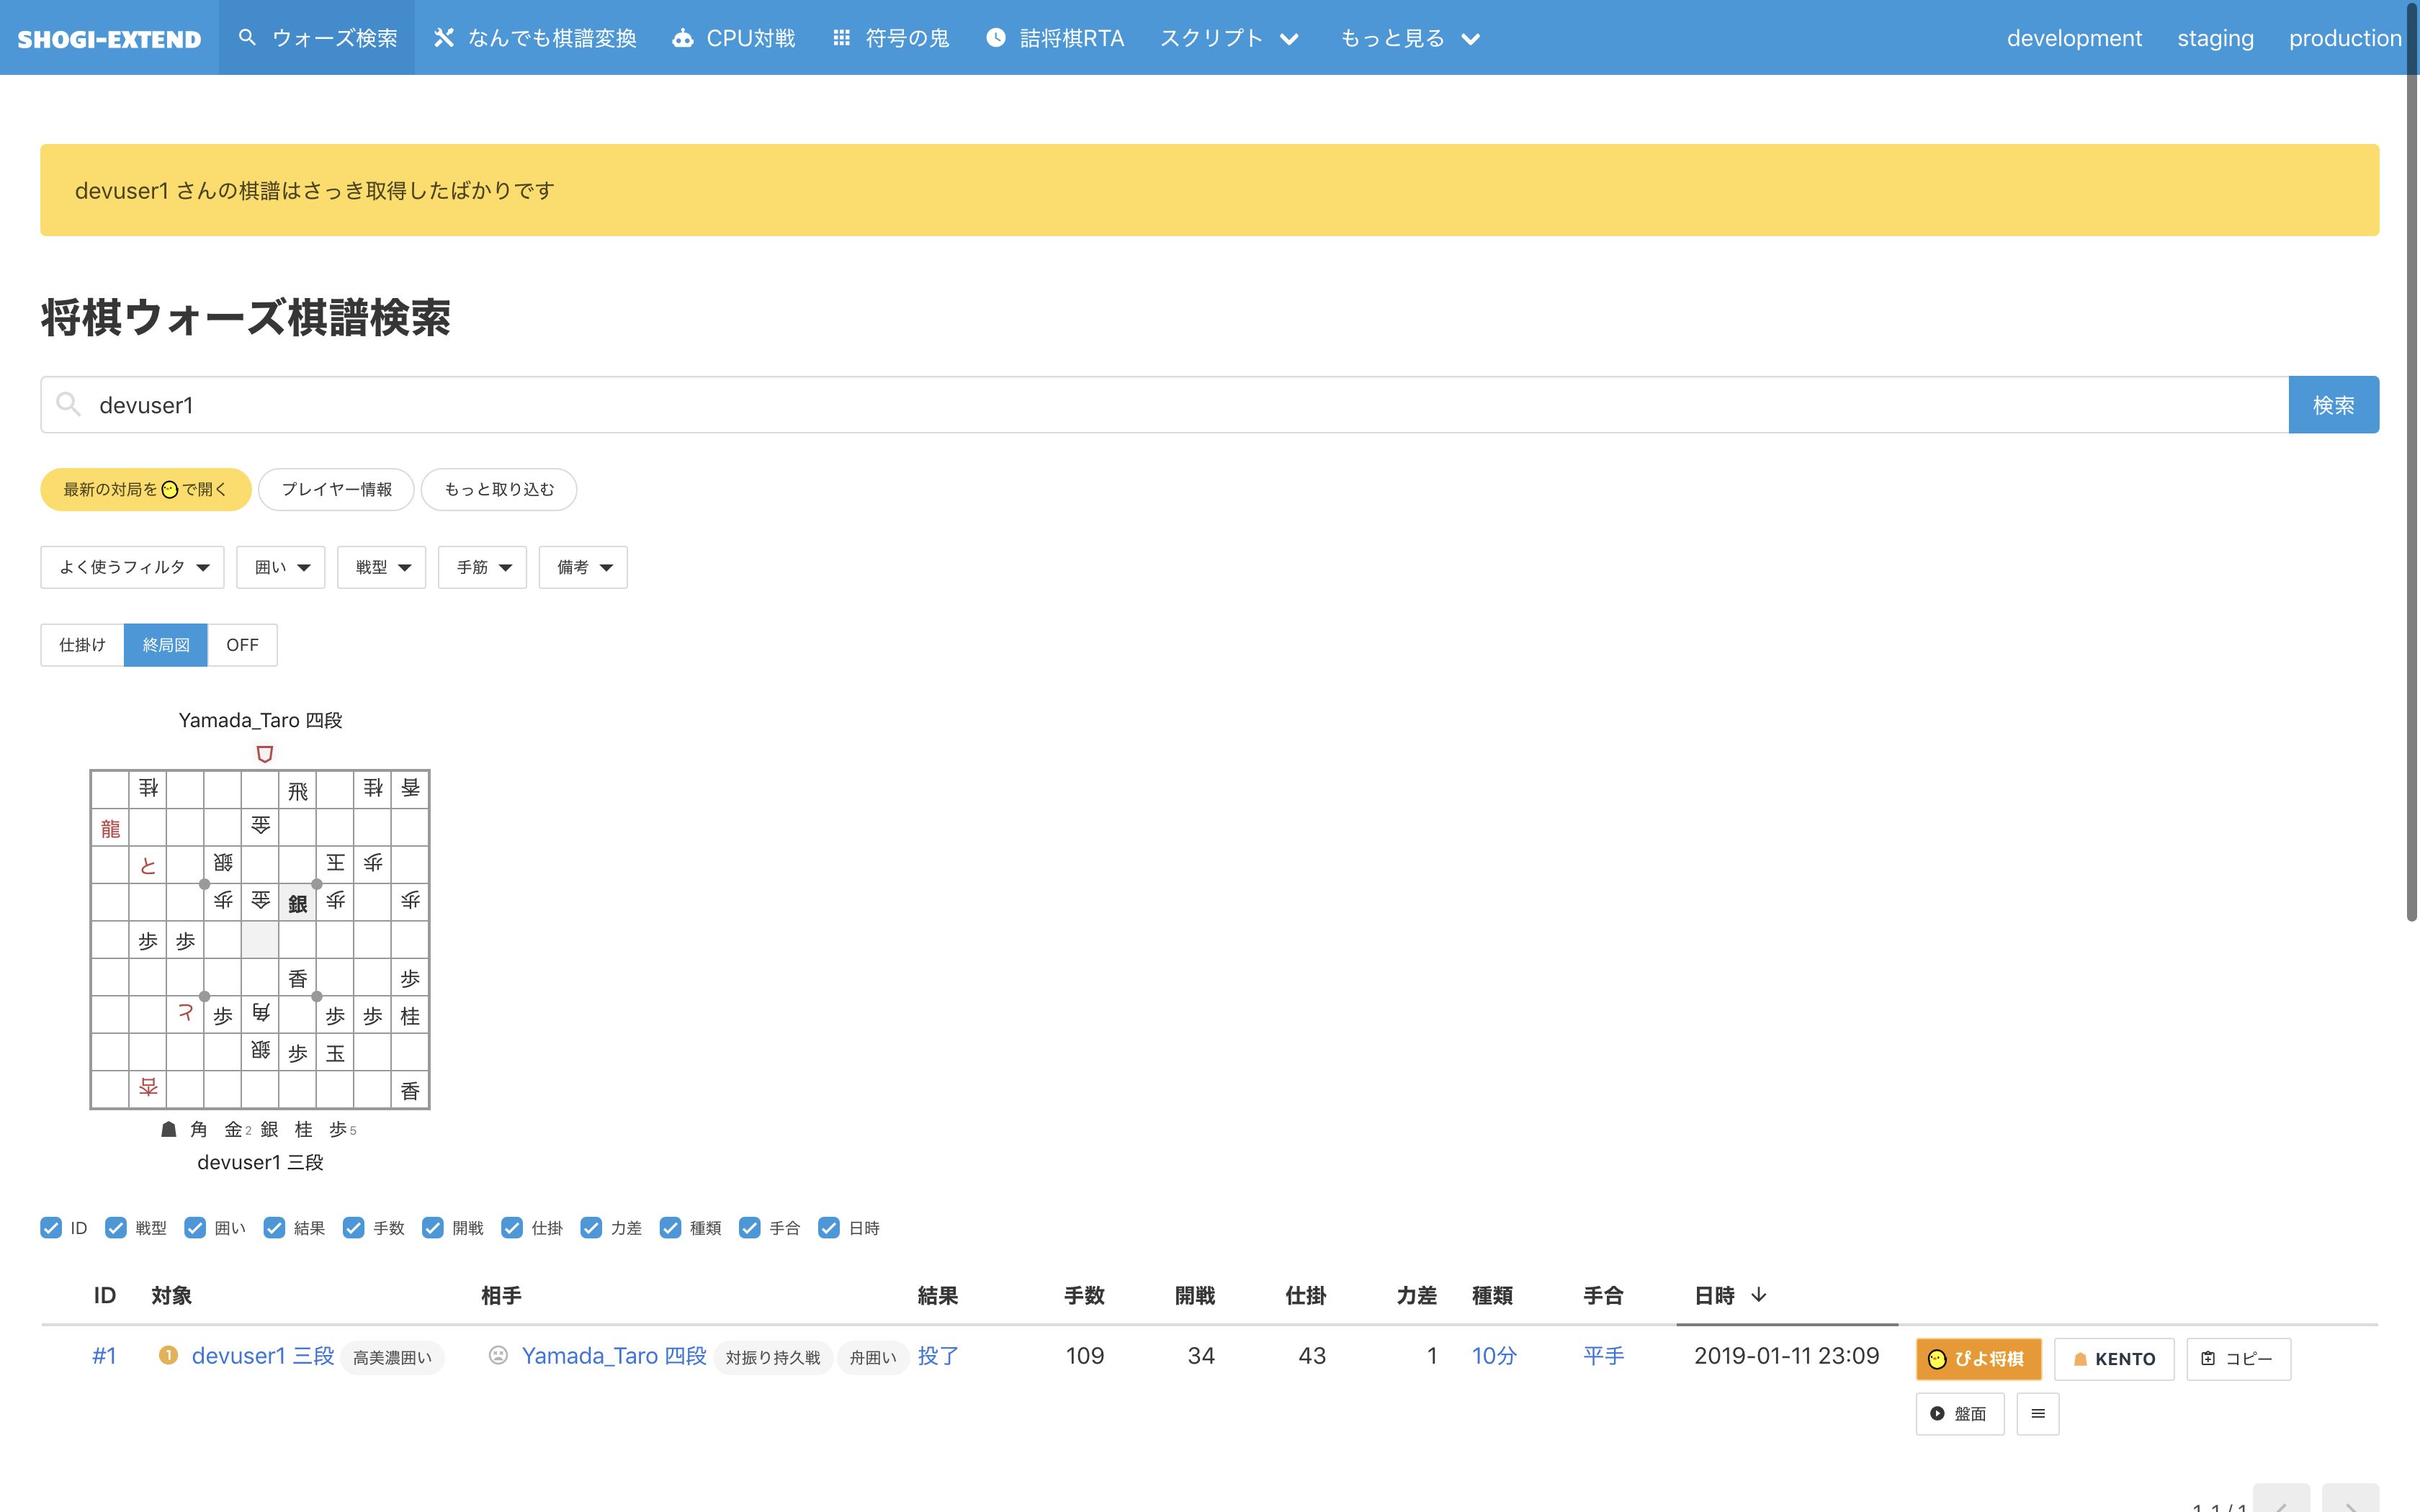 SHOGI-EXTEND ウォーズ検索 なんでも棋譜変換 CPU対戦 符号の鬼 詰将棋RTA スクリプト もっと見る development staging production
devuser1 さんの棋譜はさっき取得したばかりです
将棋ウォーズ棋譜検索
devuser1 検索
最新の対局を で開く プレイヤー情報 もっと取り込む
よく使うフィルタ 囲い 戦型 手筋 備考
仕掛け 終局図 OFF
Yamada_Taro 四段
桂 飛 桂 香
龍 金
と 銀 王 歩
歩 金 銀 歩 歩
歩 歩
香 歩
と 歩 角 歩 歩 桂
銀 歩 玉
杏 香
角 金2 銀 桂 歩5
devuser1 三段
ID 戦型 囲い 結果 手数 開戦 仕掛 力差 種類 手合 日時
ID 対象 相手 結果 手数 開戦 仕掛 力差 種類 手合 日時
#1 1 devuser1 三段 高美濃囲い Yamada_Taro 四段 対振り持久戦 舟囲い 投了 109 34 43 1 10分 平手 2019-01-11 23:09 ぴよ将棋 KENTO コピー
盤面
1-1 / 1